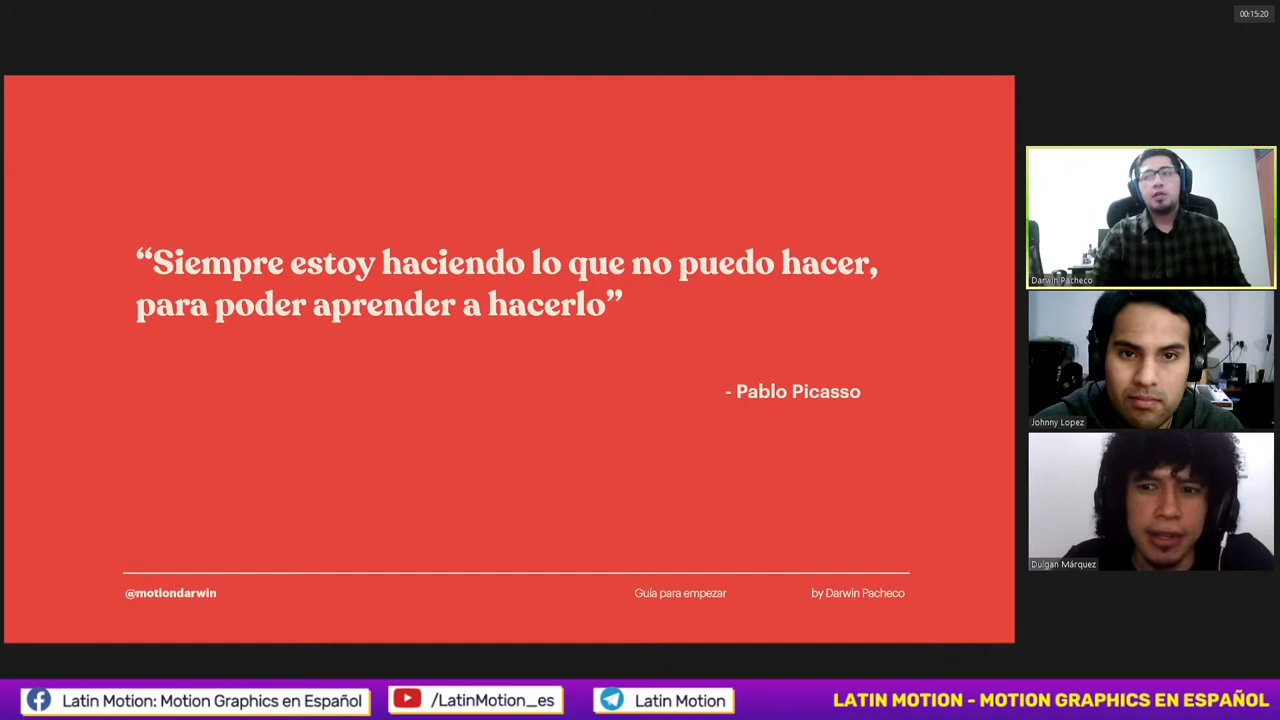 00:15:20
“Siempre estoy haciendo lo que no puedo hacer,
para poder aprender a hacerlo”
- Pablo Picasso
@motiondarwin
Guía para empezar
by Darwin Pacheco
Darwin Pacheco
Johnny Lopez
Dulgan Márquez
Latin Motion: Motion Graphics en Español
/LatinMotion_es
Latin Motion
LATIN MOTION - MOTION GRAPHICS EN ESPAÑOL